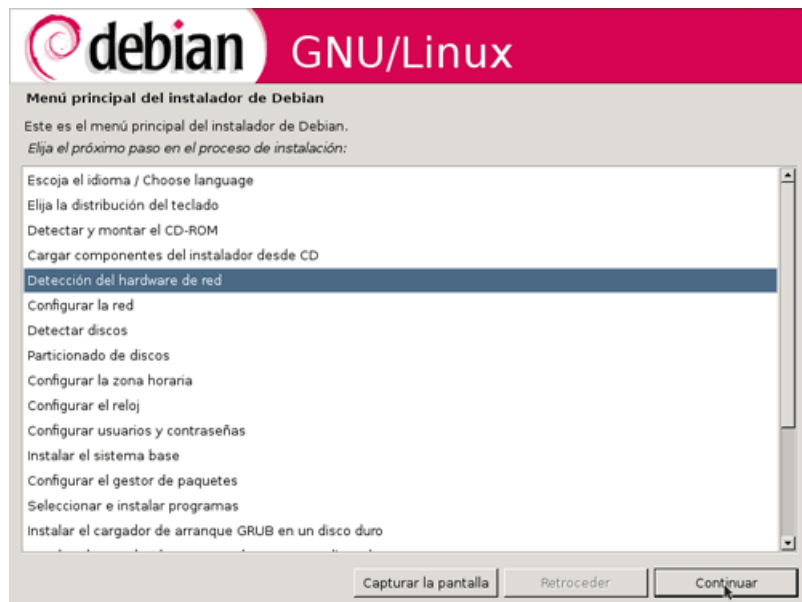 debian GNU/Linux
Menú principal del instalador de Debian
Este es el menú principal del instalador de Debian.
Elija el próximo paso en el proceso de instalación:
Escoja el idioma / Choose language
Elija la distribución del teclado
Detectar y montar el CD-ROM
Cargar componentes del instalador desde CD
Detección del hardware de red
Configurar la red
Detectar discos
Particionado de discos
Configurar la zona horaria
Configurar el reloj
Configurar usuarios y contraseñas
Instalar el sistema base
Configurar el gestor de paquetes
Seleccionar e instalar programas
Instalar el cargador de arranque GRUB en un disco duro
Capturar la pantalla Retroceder Continuar